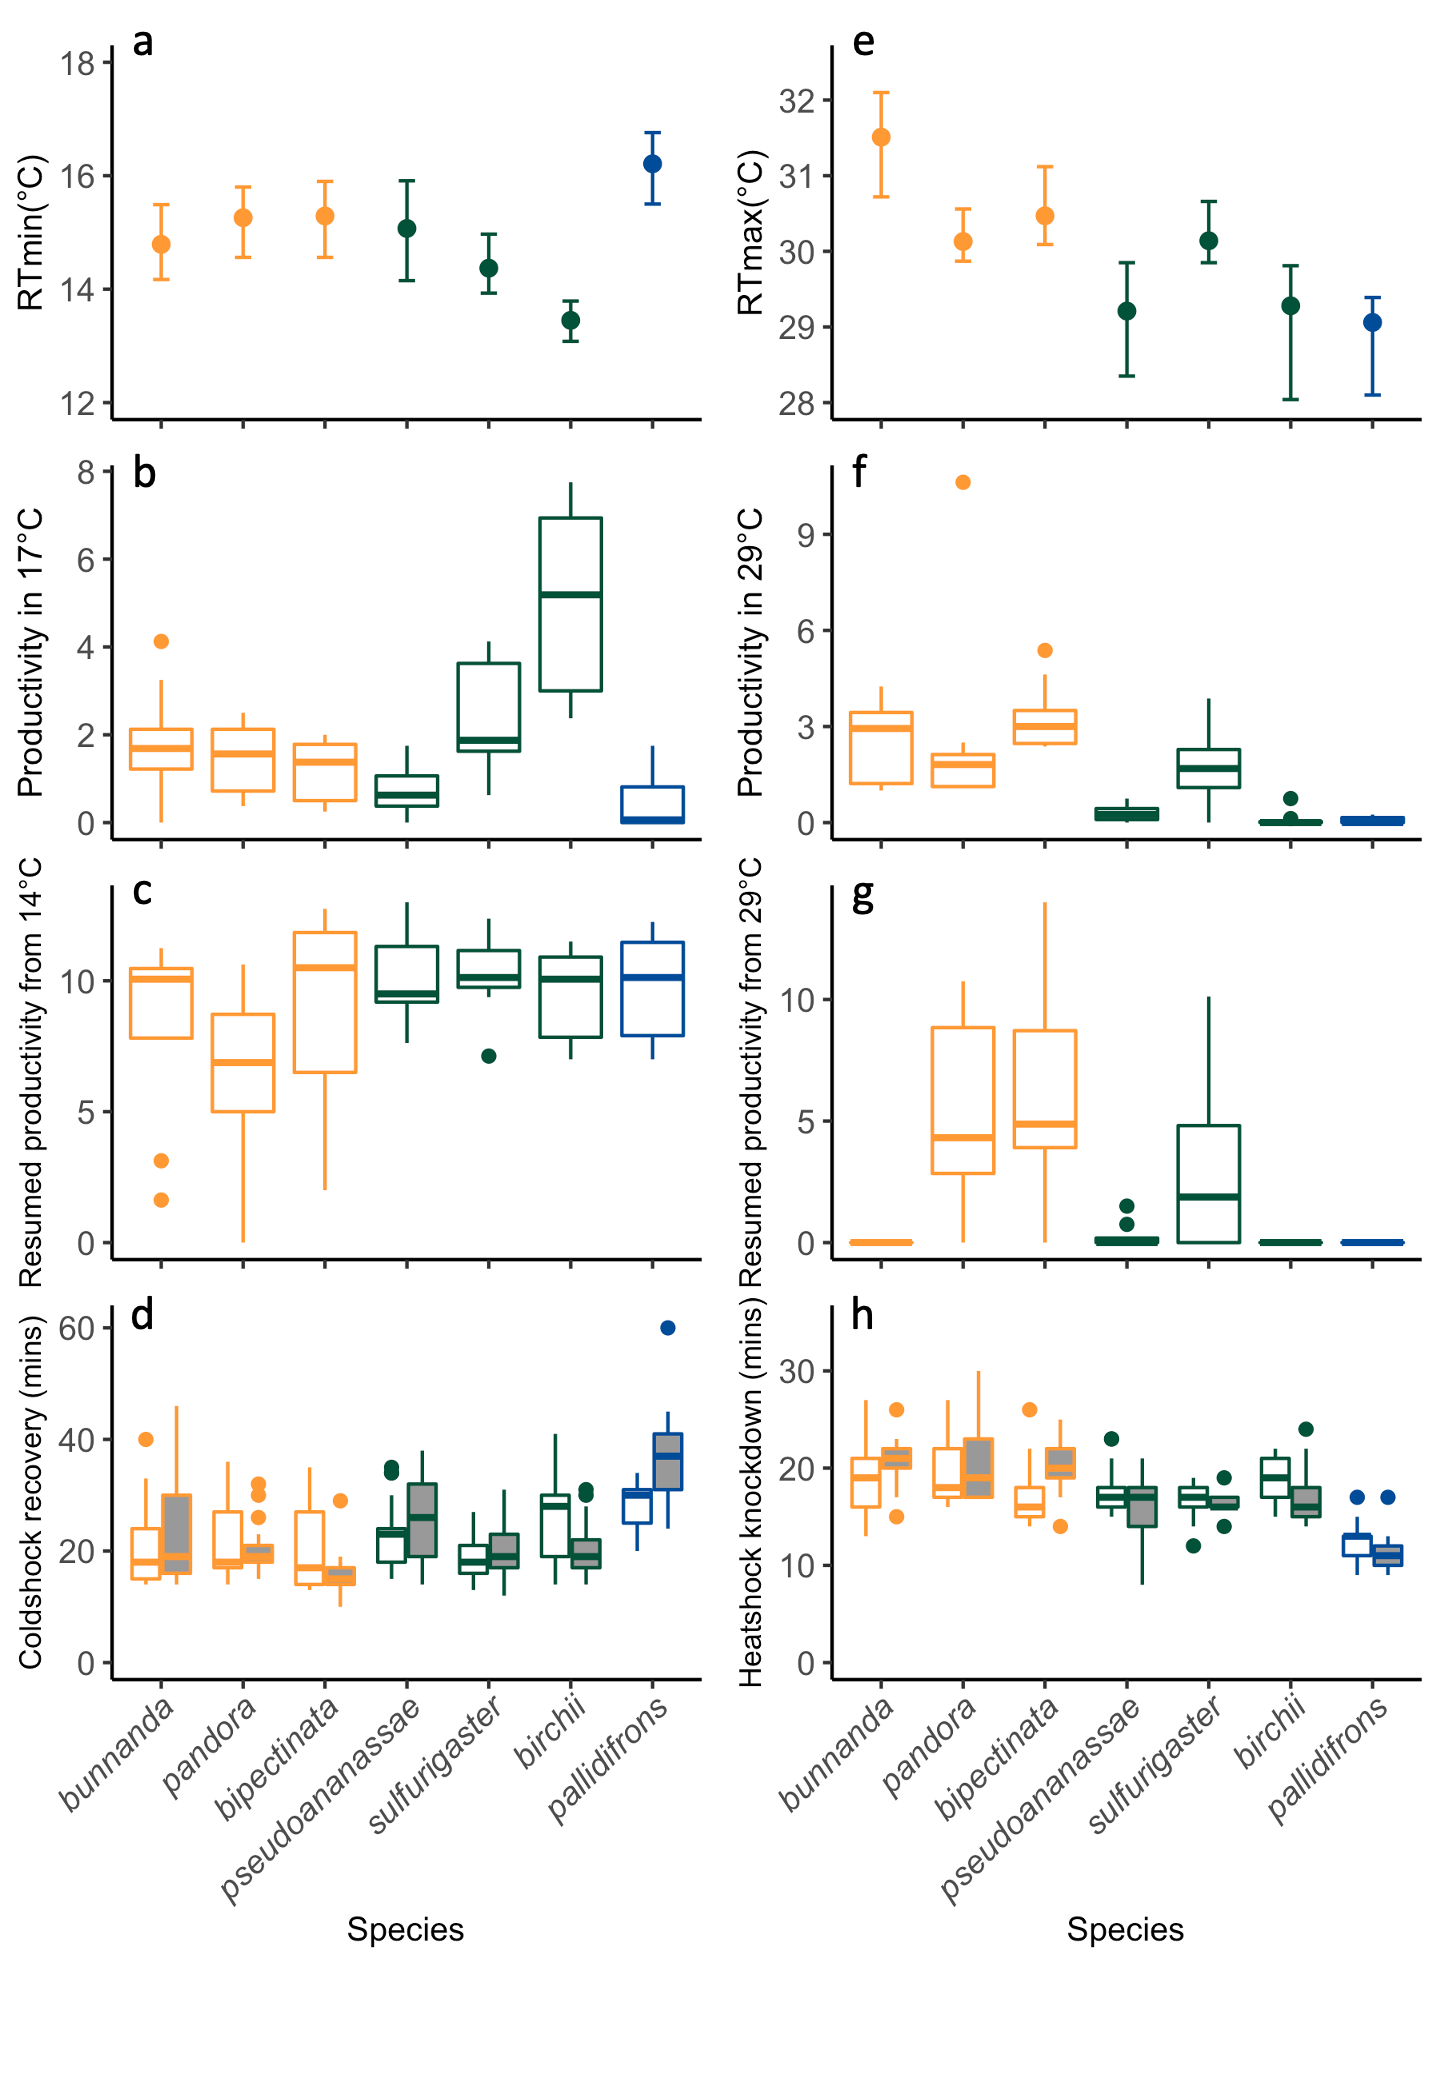 a
RTmin(°C)
18
16
14
12
e
RTmax(°C)
32
31
30
29
28
b
Productivity in 17°C
8
6
4
2
0
f
Productivity in 29°C
9
6
3
0
c
Resumed productivity from 14°C
10
5
0
g
Resumed productivity from 29°C
10
5
0
d
Coldshock recovery (mins)
60
40
20
0
h
Heatshock knockdown (mins)
30
20
10
0
bunnanda
pandora
bipectinata
pseudoananassae
sulfurigaster
birchii
pallidifrons
Species
bunnanda
pandora
bipectinata
pseudoananassae
sulfurigaster
birchii
pallidifrons
Species